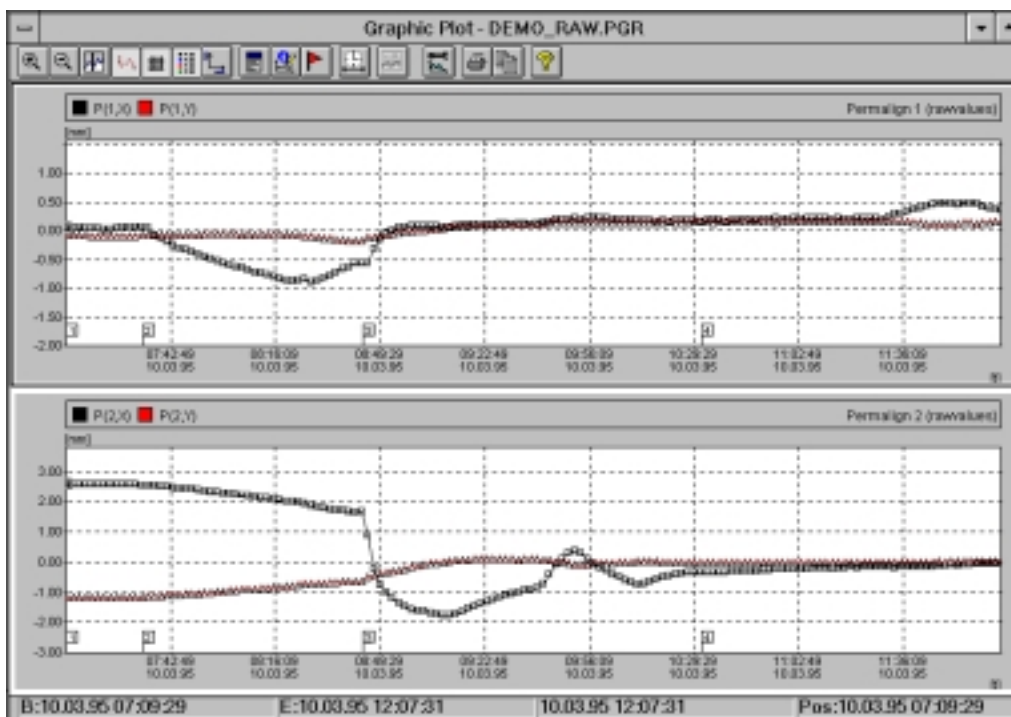 Graphic Plot - DEMO_RAW.PGR
P(1,X) P(1,Y) Permalign 1 (rawvalues)
[mm]
1.00
0.50
0.00
-0.50
-1.00
-1.50
-2.00
1 2 3 4
07:42:49 08:16:09 08:49:29 09:22:49 09:56:09 10:29:29 11:02:49 11:36:09
10.03.95 10.03.95 10.03.95 10.03.95 10.03.95 10.03.95 10.03.95 10.03.95
P(2,X) P(2,Y) Permalign 2 (rawvalues)
[mm]
3.00
2.00
1.00
0.00
-1.00
-2.00
-3.00
1 2 3 4
07:42:49 08:16:09 08:49:29 09:22:49 09:56:09 10:29:29 11:02:49 11:36:09
10.03.95 10.03.95 10.03.95 10.03.95 10.03.95 10.03.95 10.03.95 10.03.95
B:10.03.95 07:09:29 E:10.03.95 12:07:31 10.03.95 12:07:31 Pos:10.03.95 07:09:29